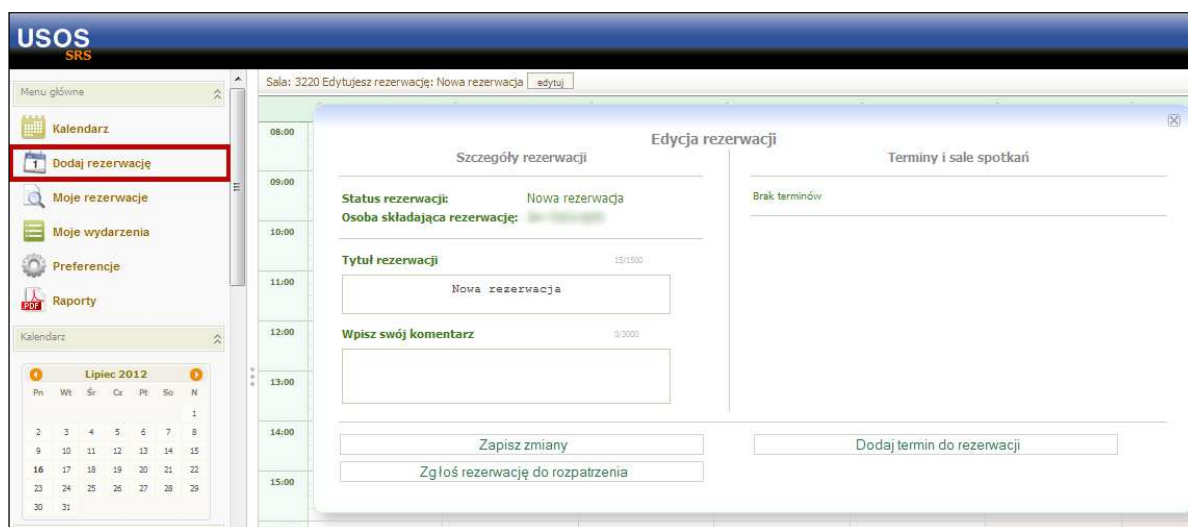 USOS
SRS
Menu główne
Kalendarz
Dodaj rezerwację
Moje rezerwacje
Moje wydarzenia
Preferencje
PDF
Raporty
Kalendarz
Lipiec 2012
Pn Wt Śr Cz Pt So N
1
2 3 4 5 6 7 8
9 10 11 12 13 14 15
16 17 18 19 20 21 22
23 24 25 26 27 28 29
30 31
Sala: 3220 Edytujesz rezerwację: Nowa rezerwacja edytuj
08:00
09:00
10:00
11:00
12:00
13:00
14:00
15:00
Edycja rezerwacji
Szczegóły rezerwacji
Status rezerwacji: Nowa rezerwacja
Osoba składająca rezerwację:
Tytuł rezerwacji 15/1500
Nowa rezerwacja
Wpisz swój komentarz 0/3000
Zapisz zmiany
Zgłoś rezerwację do rozpatrzenia
Terminy i sale spotkań
Brak terminów
Dodaj termin do rezerwacji